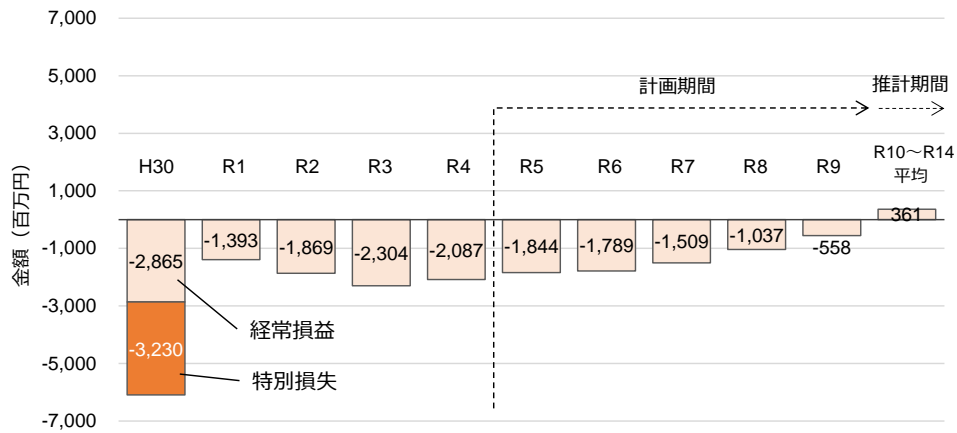 7,000
5,000
3,000
1,000
-1,000
-3,000
-5,000
-7,000
金額（百万円）
計画期間
推計期間
H30
R1
R2
R3
R4
R5
R6
R7
R8
R9
R10～R14
平均
-2,865
-1,393
-1,869
-2,304
-2,087
-1,844
-1,789
-1,509
-1,037
-558
361
-3,230
経常損益
特別損失